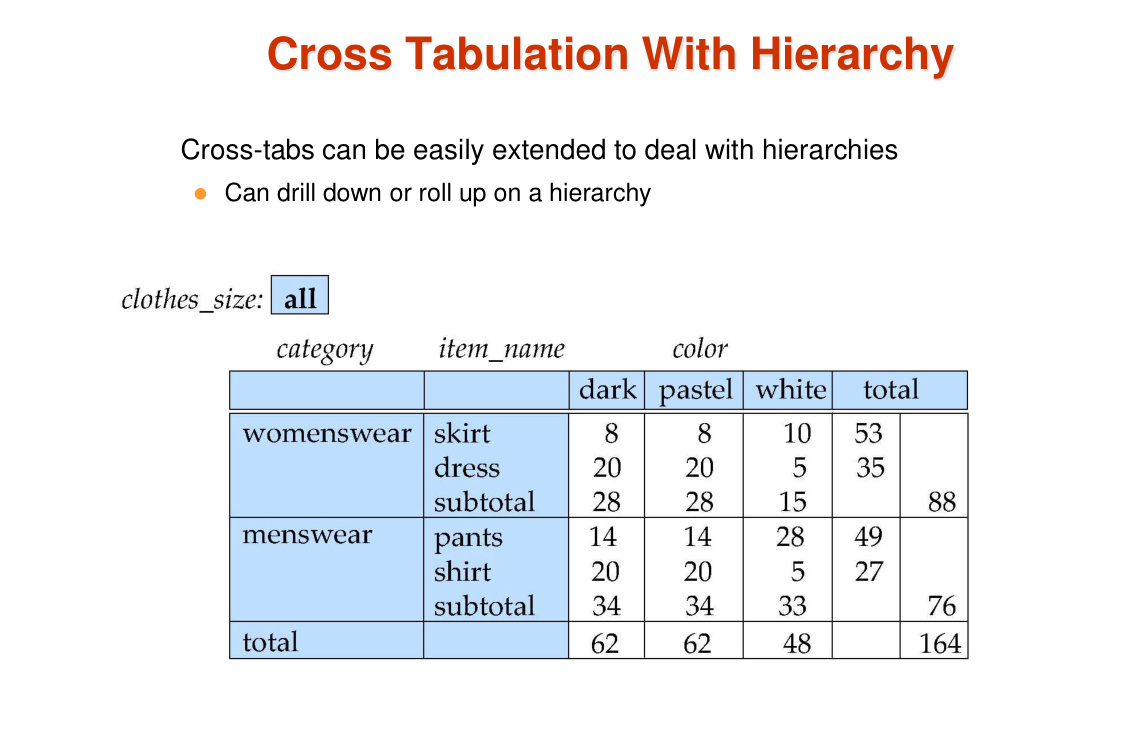 Cross Tabulation With Hierarchy
Cross-tabs can be easily extended to deal with hierarchies
Can drill down or roll up on a hierarchy
clothes_size: all
category item_name color
dark pastel white total
womenswear skirt 8 8 10 53
dress 20 20 5 35
subtotal 28 28 15 88
menswear pants 14 14 28 49
shirt 20 20 5 27
subtotal 34 34 33 76
total 62 62 48 164